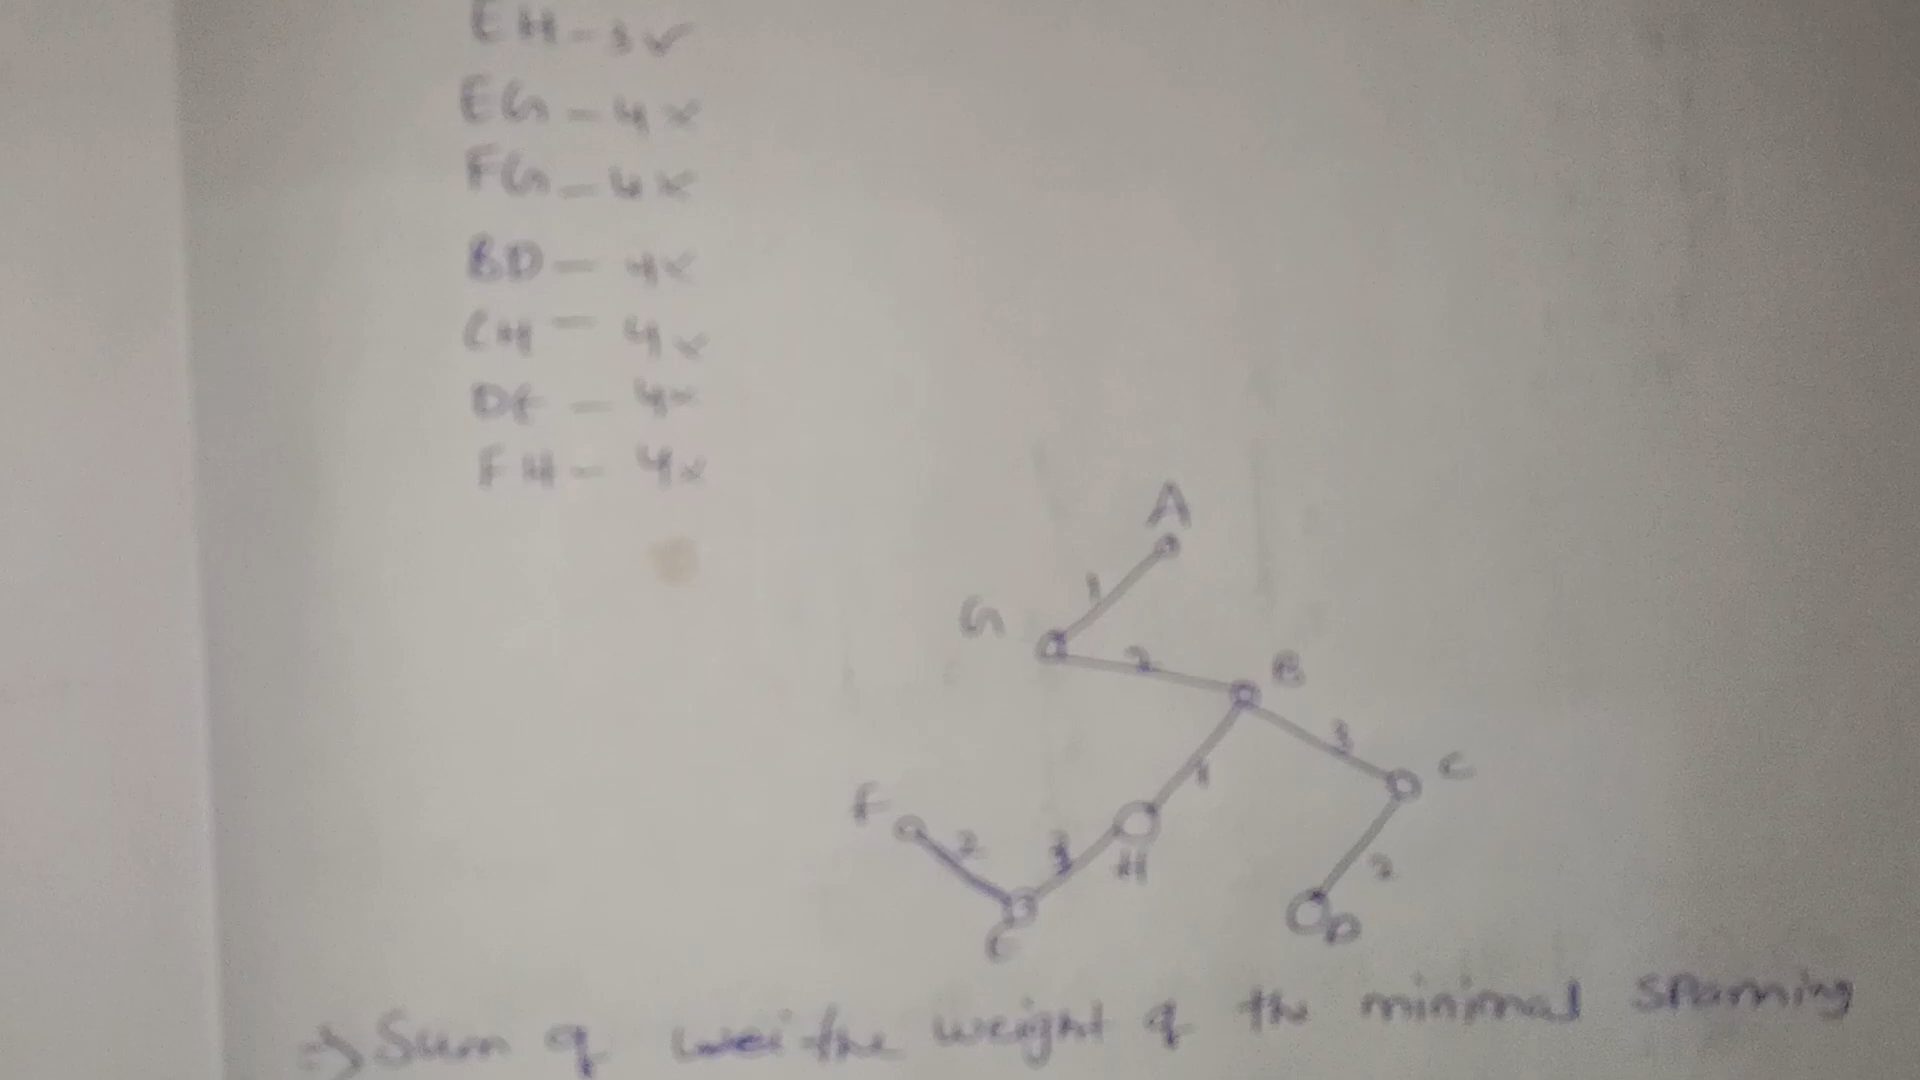 EH - 3 ✓
EG - 4 ×
FG - 4 ×
BD - 4 ×
CH - 4 ×
DE - 4 ×
FH - 4 ×
A
1
G
2
B
3
C
F
2
3
1
H
2
E
D
⇒ Sum of the weight of the minimal spanning